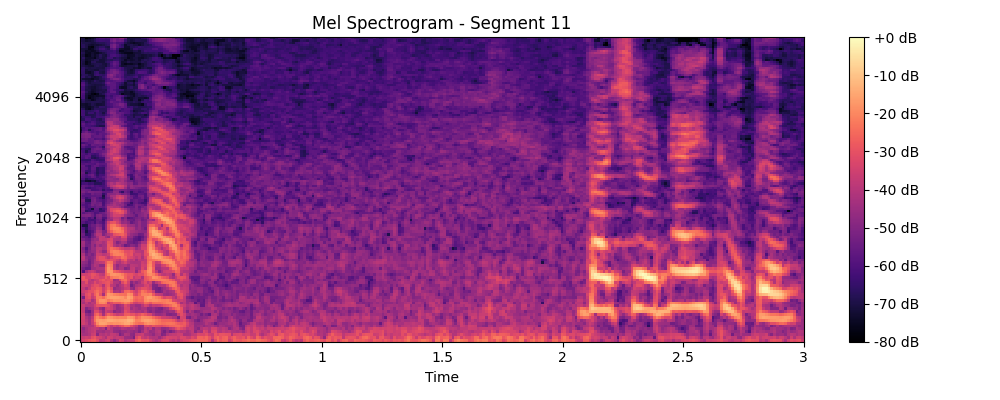 Mel Spectrogram - Segment 11
Frequency
4096
2048
1024
512
0
0
0.5
1
1.5
2
2.5
3
Time
+0 dB
-10 dB
-20 dB
-30 dB
-40 dB
-50 dB
-60 dB
-70 dB
-80 dB